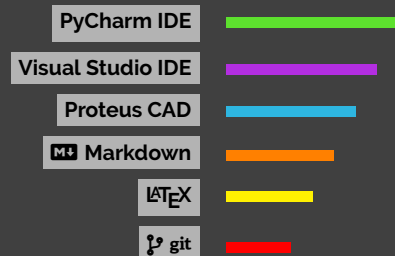 PyCharm IDE
Visual Studio IDE
Proteus CAD
M Markdown
LATEX
git